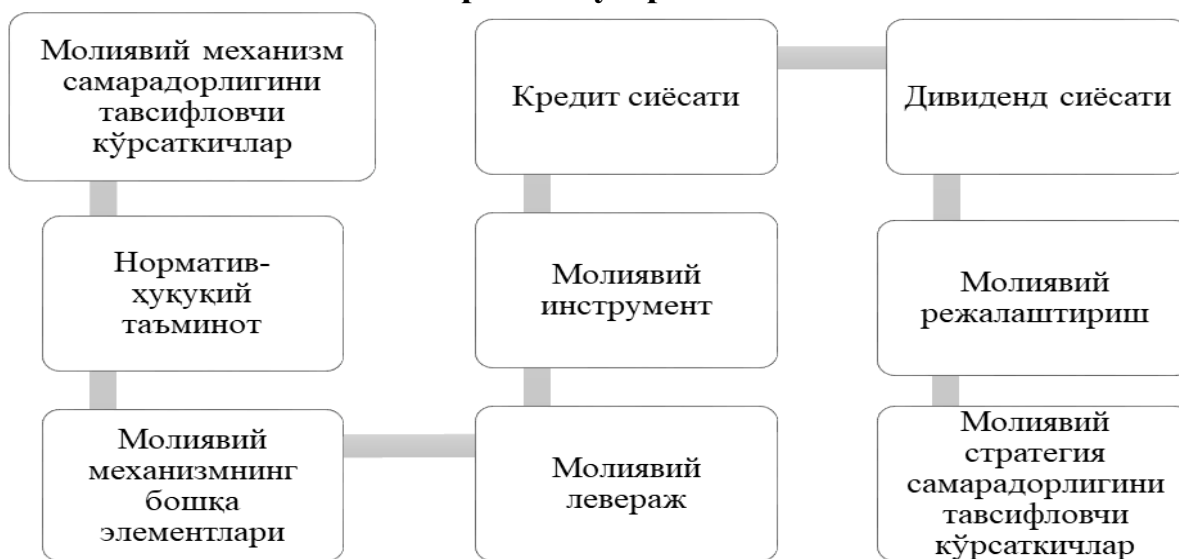 Молиявий механизм
самарадорлигини
тавсифловчи
кўрсаткичлар
Норматив-
ҳуқуқий
таъминот
Молиявий
механизмнинг
бошқа
элементлари
Молиявий
левераж
Молиявий
инструмент
Кредит сиёсати
Дивиденд сиёсати
Молиявий
режалаштириш
Молиявий
стратегия
самарадорлигини
тавсифловчи
кўрсаткичлар